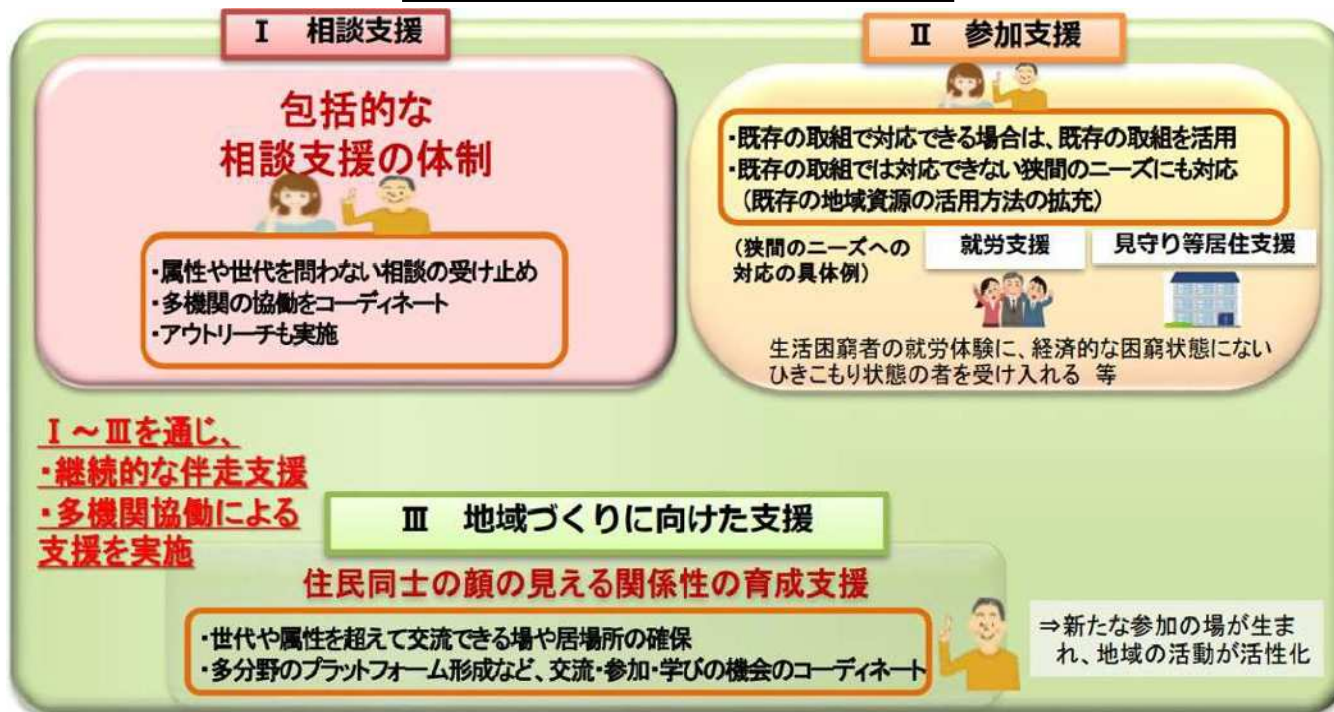 Ⅰ 相談支援
包括的な
相談支援の体制
・属性や世代を問わない相談の受け止め
・多機関の協働をコーディネート
・アウトリーチも実施
Ⅱ 参加支援
・既存の取組で対応できる場合は、既存の取組を活用
・既存の取組では対応できない狭間のニーズにも対応
（既存の地域資源の活用方法の拡充）
（狭間のニーズへの
対応の具体例）
就労支援
見守り等居住支援
生活困窮者の就労体験に、経済的な困窮状態にない
ひきこもり状態の者を受け入れる 等
Ⅰ～Ⅲを通じ、
・継続的な伴走支援
・多機関協働による
支援を実施
Ⅲ 地域づくりに向けた支援
住民同士の顔の見える関係性の育成支援
・世代や属性を超えて交流できる場や居場所の確保
・多分野のプラットフォーム形成など、交流・参加・学びの機会のコーディネート
⇒新たな参加の場が生ま
れ、地域の活動が活性化